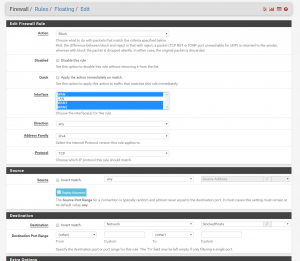 Firewall / Rules / Floating / Edit
Edit Firewall Rule
Action
Block
Choose what to do with packets that match the criteria specified below.
Hint: the difference between block and reject is that with reject, a packet (TCP RST or ICMP port unreachable for UDP) is returned to the sender,
whereas with block the packet is dropped silently. In either case, the original packet is discarded.
Disabled
Disable this rule
Set this option to disable this rule without removing it from the list.
Quick
Apply the action immediately on match.
Set this option to apply this action to traffic that matches this rule immediately.
Interface
Choose the interface(s) for this rule.
Direction
any
Address Family
IPv4
Select the Internet Protocol version this rule applies to.
Protocol
TCP
Choose which IP protocol this rule should match.
Source
Source
Invert match
any
Source Address
/
Display Advanced
The Source Port Range for a connection is typically random and almost never equal to the destination port. In most cases this setting must remain at
its default value, any.
Destination
Destination
Invert match
Network
/
Destination Port Range
(other)
(other)
From
Custom
To
Custom
Specify the destination port or port range for this rule. The "To" field may be left empty if only filtering a single port.
Extra Options